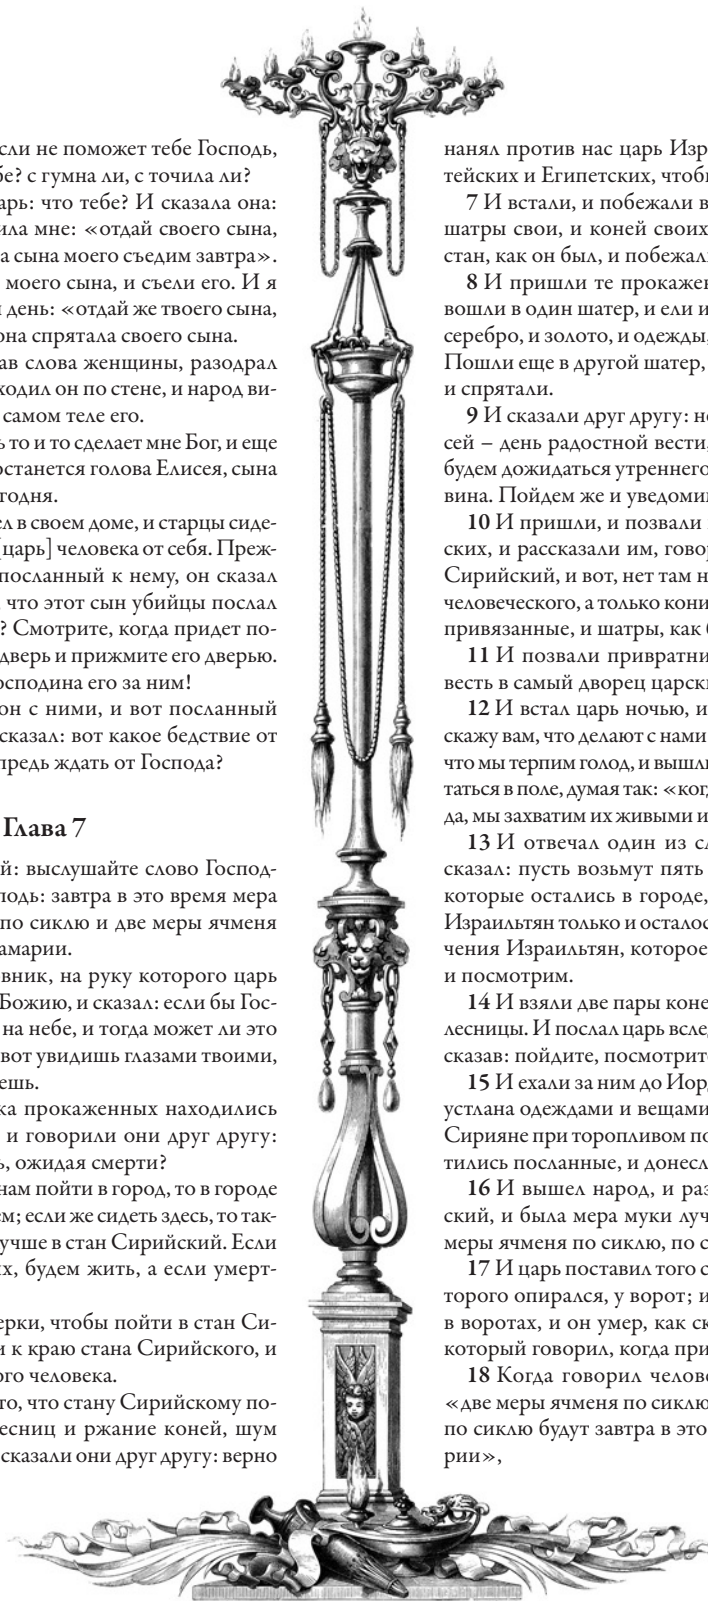 сли не поможет тебе Господь,
бе? с гумна ли, с точила ли?
арь: что тебе? И сказала она:
ила мне: «отдай своего сына,
а сына моего съедим завтра».
моего сына, и съели его. И я
день: «отдай же твоего сына,
она спрятала своего сына.
ав слова женщины, разодрал
ходил он по стене, и народ ви-
самом теле его.
ь то и то сделает мне Бог, и еще
останется голова Елисея, сына
годня.
ел в своем доме, и старцы сиде-
[царь] человека от себя. Преж-
посланный к нему, он сказал
что этот сын убийцы послал
? Смотрите, когда придет по-
дверь и прижмите его дверью.
осподина его за ним!
он с ними, и вот посланный
сказал: вот какое бедствие от
предь ждать от Господа?
Глава 7
й: выслушайте слово Господ-
подь: завтра в это время мера
по сиклю и две меры ячменя
амарии.
овник, на руку которого царь
Божию, и сказал: если бы Гос-
на небе, и тогда может ли это
вот увидишь глазами твоими,
ешь.
ка прокаженных находились
и говорили они друг другу:
ь, ожидая смерти?
нам пойти в город, то в городе
ем; если же сидеть здесь, то так-
учше в стан Сирийский. Если
их, будем жить, а если умерт-
ерки, чтобы пойти в стан Си-
и к краю стана Сирийского, и
ого человека.
то, что стану Сирийскому по-
есниц и ржание коней, шум
сказали они друг другу: верно
нанял против нас царь Изр
тейских и Египетских, чтобы
7 И встали, и побежали в
шатры свои, и коней своих
стан, как он был, и побежал
8 И пришли те прокажен
вошли в один шатер, и ели и
серебро, и золото, и одежды,
Пошли еще в другой шатер,
и спрятали.
9 И сказали друг другу: не
сей – день радостной вести,
будем дожидаться утреннего
вина. Пойдем же и уведоми
10 И пришли, и позвали
ских, и рассказали им, гово
Сирийский, и вот, нет там н
человеческого, а только кони
привязанные, и шатры, как б
11 И позвали привратни
весть в самый дворец царск
12 И встал царь ночью, и
скажу вам, что делают с нами
что мы терпим голод, и вышли
таться в поле, думая так: «ког
да, мы захватим их живыми и
13 И отвечал один из сл
сказал: пусть возьмут пять
которые остались в городе,
Израильтян только и осталос
чения Израильтян, которое
и посмотрим.
14 И взяли две пары коне
лесницы. И послал царь всле
сказав: пойдите, посмотрите
15 И ехали за ним до Иор
устлана одеждами и вещами
Сирияне при торопливом по
тились посланные, и донесл
16 И вышел народ, и раз
ский, и была мера муки луч
меры ячменя по сиклю, по с
17 И царь поставил того с
торого опирался, у ворот; и
в воротах, и он умер, как ск
который говорил, когда при
18 Когда говорил челове
«две меры ячменя по сиклю
по сиклю будут завтра в это
рии»,